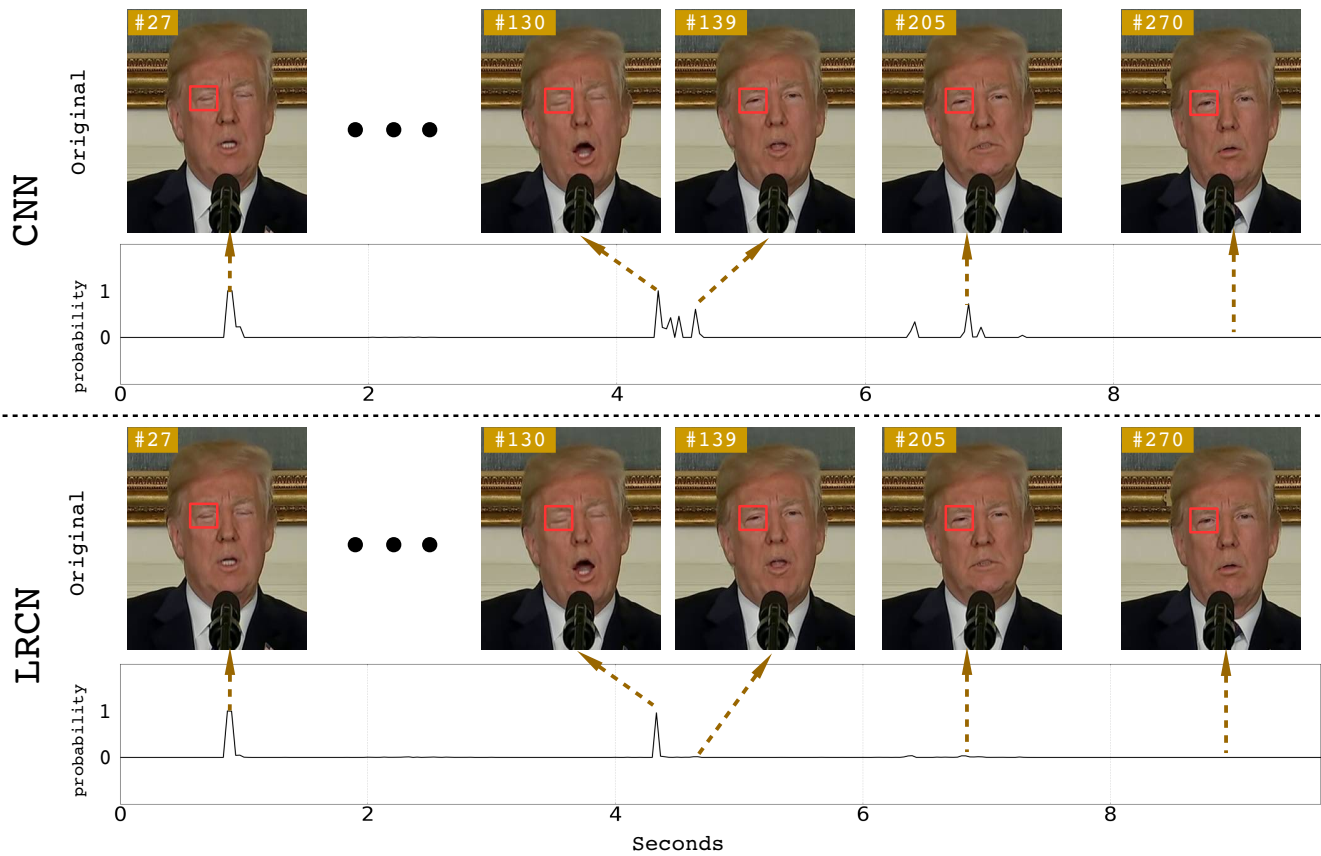 CNN
Original
#27
#130
#139
#205
#270
probability
1
0
0 2 4 6 8
LRCN
Original
#27
#130
#139
#205
#270
probability
1
0
0 2 4 6 8
Seconds